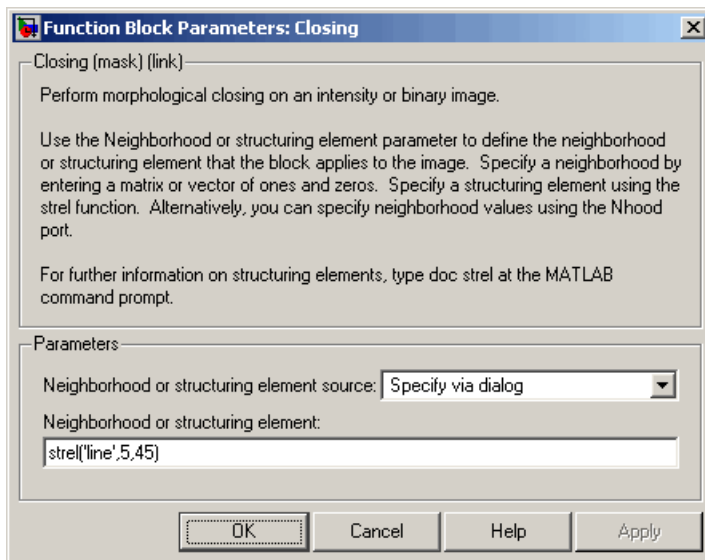 Function Block Parameters: Closing
Closing (mask) (link)
Perform morphological closing on an intensity or binary image.
Use the Neighborhood or structuring element parameter to define the neighborhood
or structuring element that the block applies to the image.  Specify a neighborhood by
entering a matrix or vector of ones and zeros.  Specify a structuring element using the
strel function.  Alternatively, you can specify neighborhood values using the Nhood
port.
For further information on structuring elements, type doc strel at the MATLAB
command prompt.
Parameters
Neighborhood or structuring element source: Specify via dialog
Neighborhood or structuring element:
strel('line',5,45)
OK Cancel Help Apply